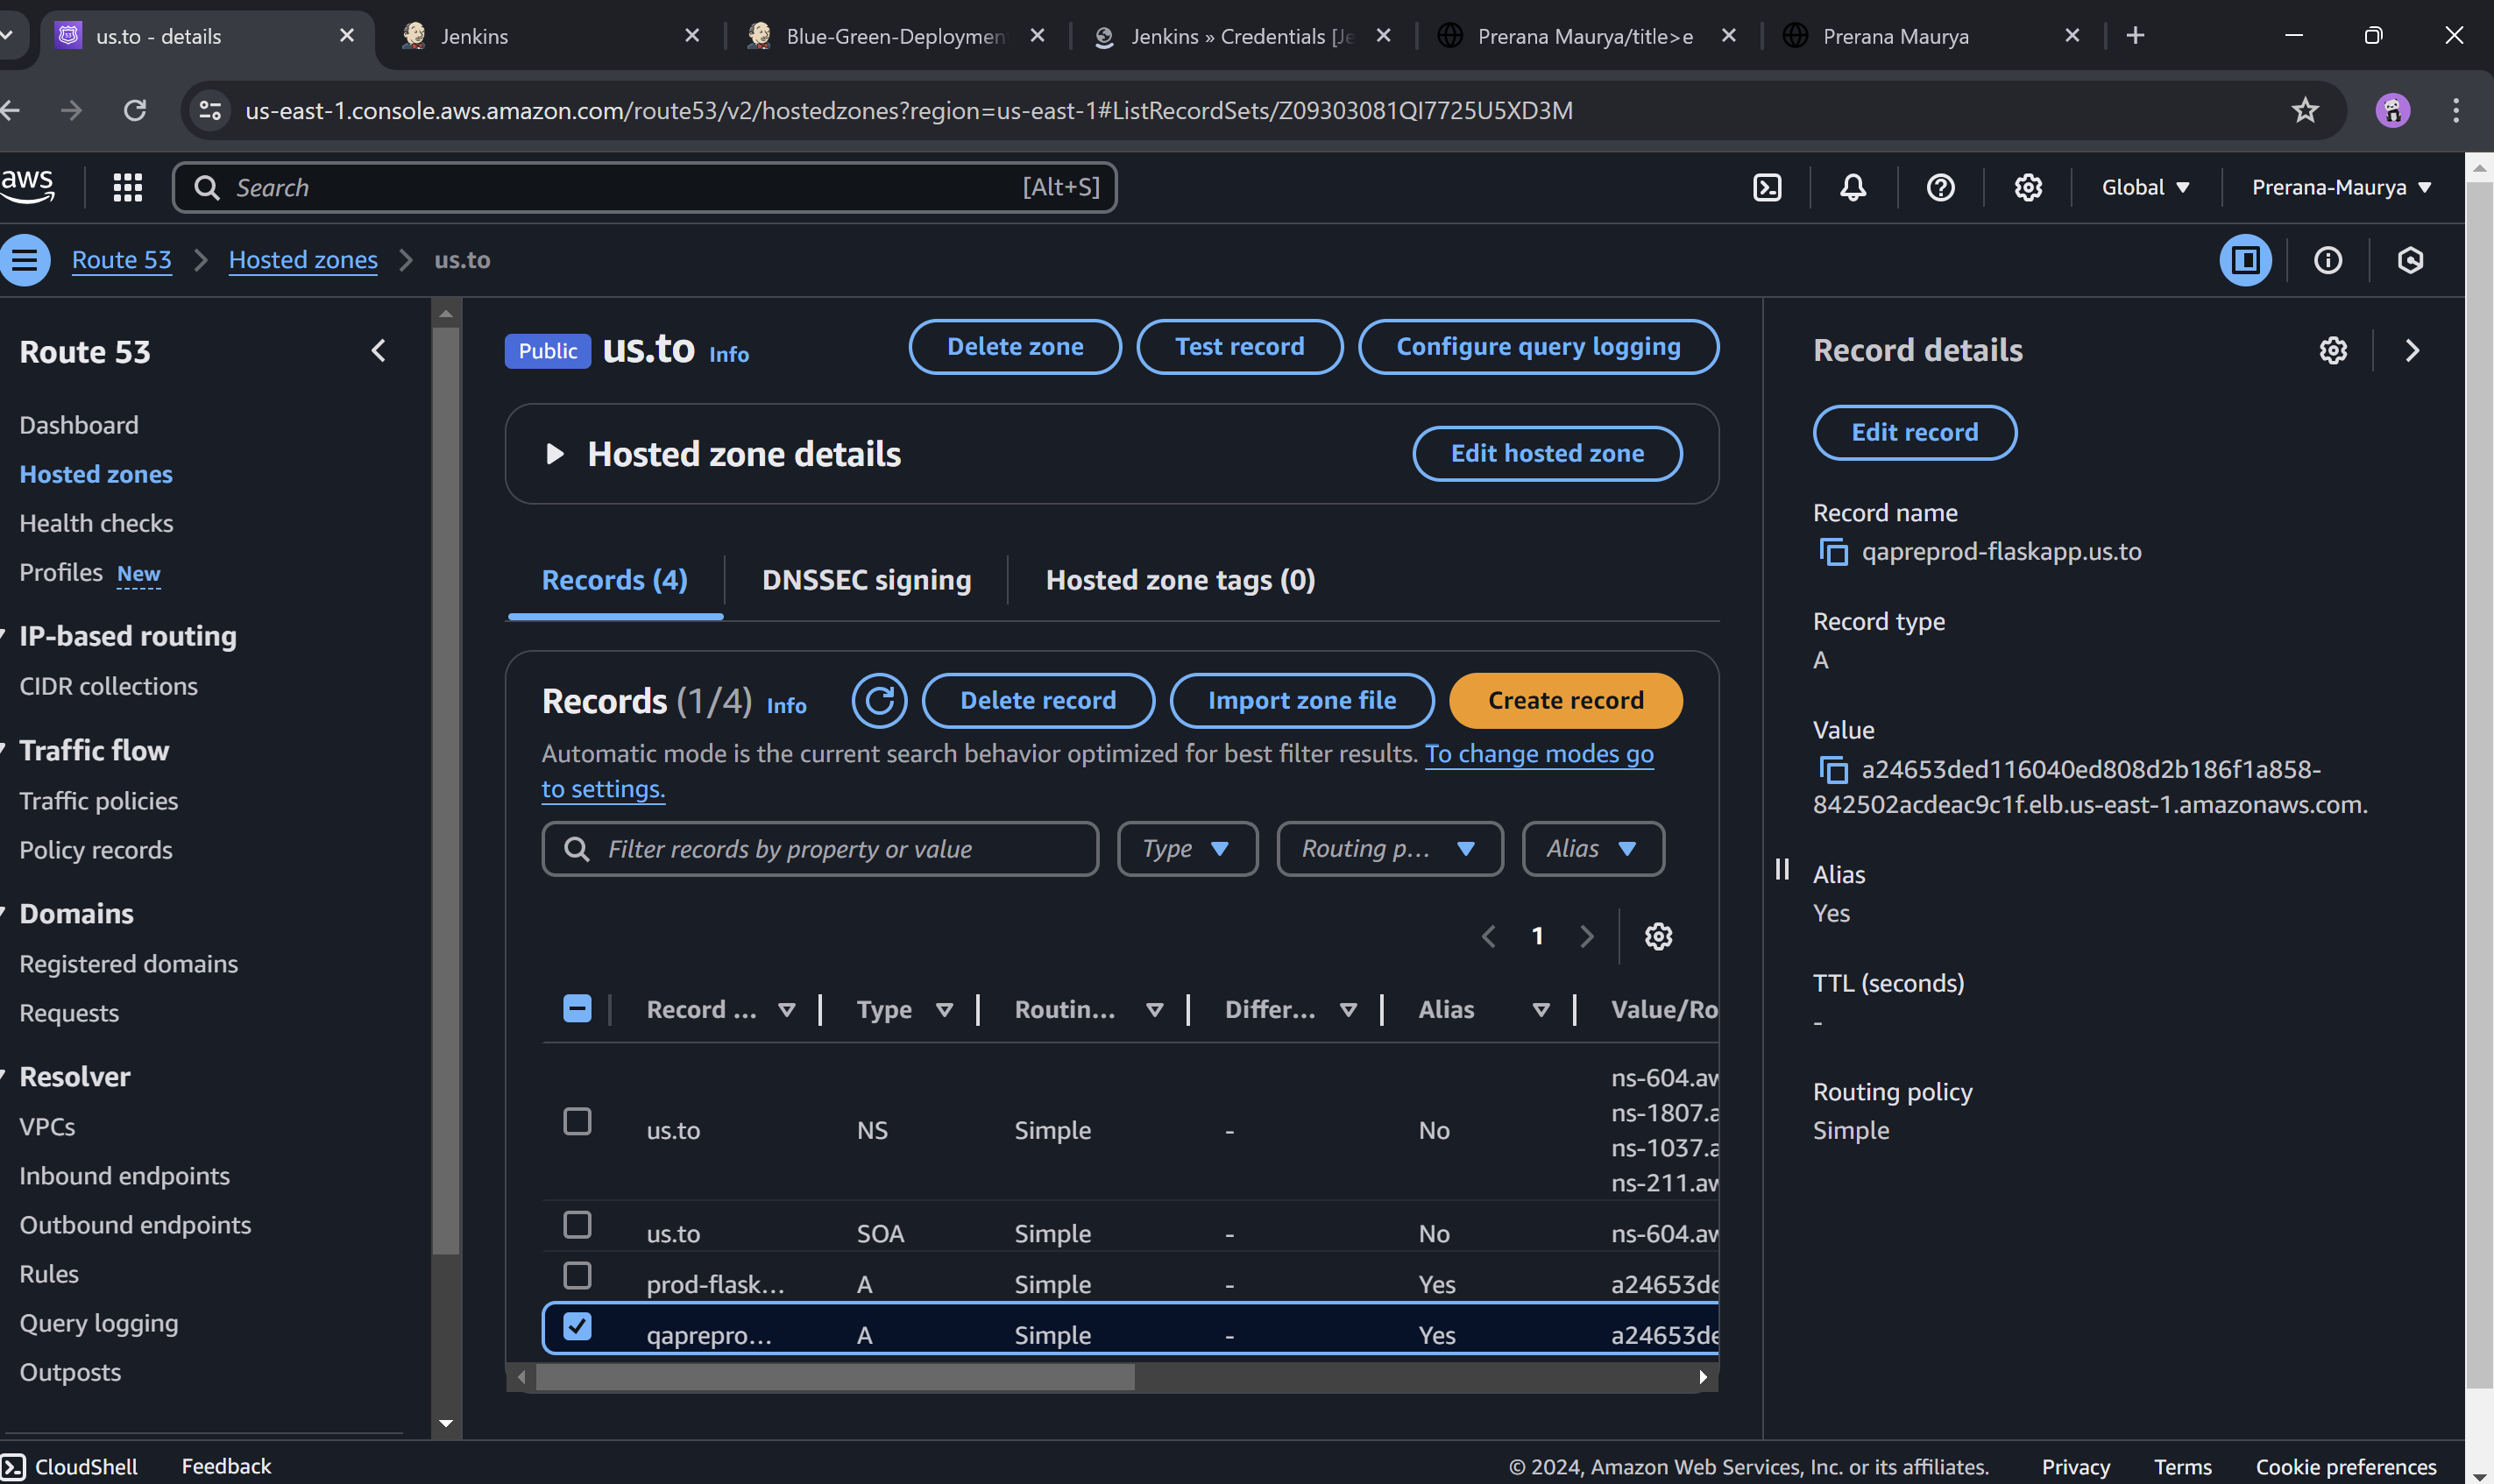 us.to - details
Jenkins
Blue-Green-Deploymen
Jenkins » Credentials [Je
Prerana Maurya/title>e
Prerana Maurya
us-east-1.console.aws.amazon.com/route53/v2/hostedzones?region=us-east-1#ListRecordSets/Z09303081QI7725U5XD3M
aws
Search
[Alt+S]
Global
Prerana-Maurya
Route 53
Hosted zones
us.to
Route 53
Dashboard
Hosted zones
Health checks
Profiles New
IP-based routing
CIDR collections
Traffic flow
Traffic policies
Policy records
Domains
Registered domains
Requests
Resolver
VPCs
Inbound endpoints
Outbound endpoints
Rules
Query logging
Outposts
Public us.to Info
Delete zone
Test record
Configure query logging
Hosted zone details
Edit hosted zone
Records (4)
DNSSEC signing
Hosted zone tags (0)
Records (1/4) Info
Delete record
Import zone file
Create record
Automatic mode is the current search behavior optimized for best filter results. To change modes go
to settings.
Filter records by property or value
Type
Routing p...
Alias
1
Record ... Type Routin... Differ... Alias Value/Ro
us.to NS Simple - No
ns-604.aw
ns-1807.a
ns-1037.a
ns-211.aw
us.to SOA Simple - No ns-604.aw
prod-flask... A Simple - Yes a24653de
qaprepro... A Simple - Yes a24653de
Record details
Edit record
Record name
qapreprod-flaskapp.us.to
Record type
A
Value
a24653ded116040ed808d2b186f1a858-
842502acdeac9c1f.elb.us-east-1.amazonaws.com.
Alias
Yes
TTL (seconds)
-
Routing policy
Simple
CloudShell
Feedback
© 2024, Amazon Web Services, Inc. or its affiliates.
Privacy
Terms
Cookie preferences